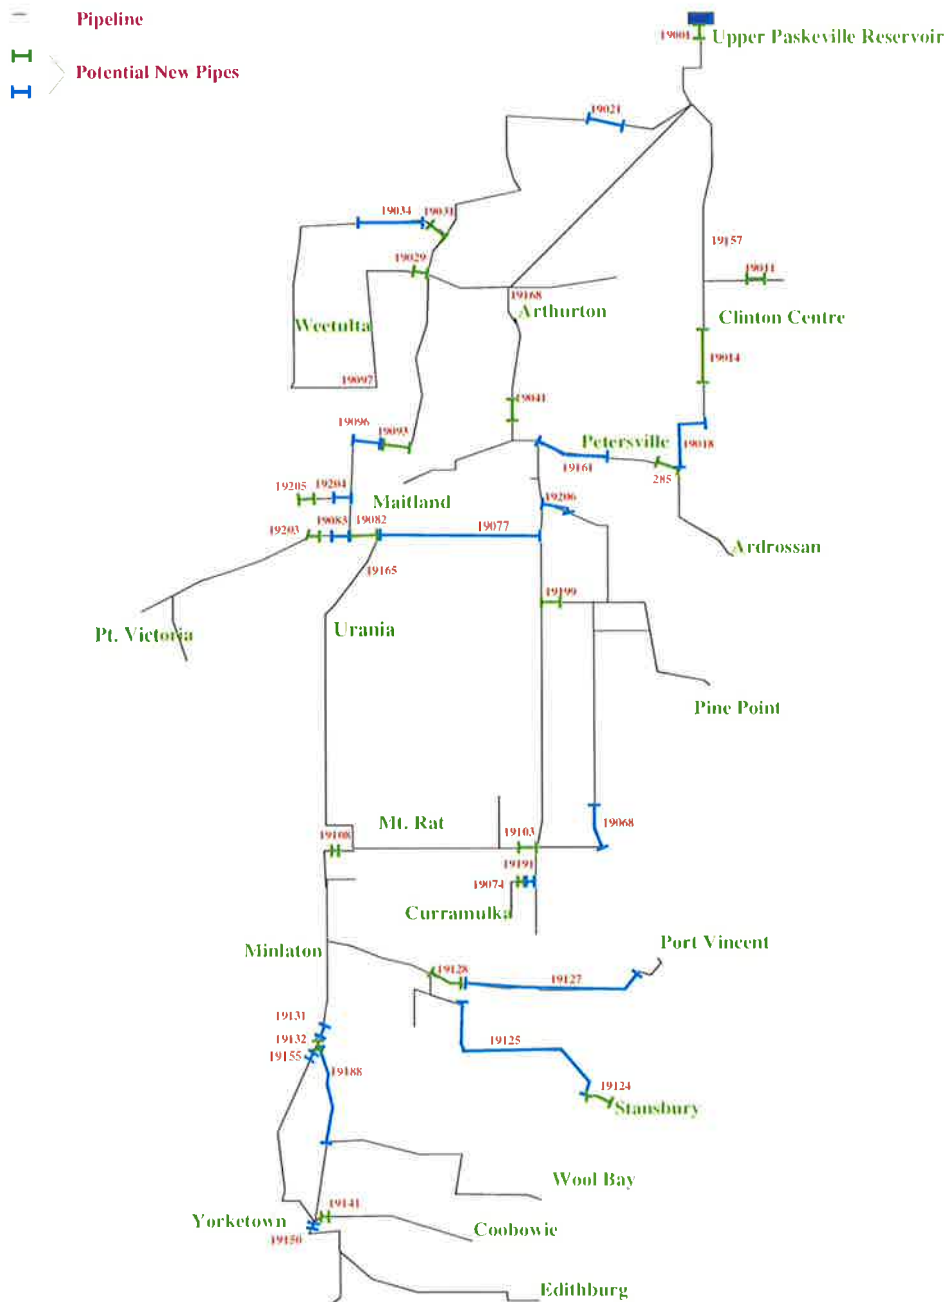 Pipeline
19001 Upper Paskeville Reservoir
Potential New Pipes
19021
19034 19031
19157
19029
19011
19168
Arthurton
Weetulta
Clinton Centre
19014
19097
19041
19096
19093
Petersville
19018
19161
285
19205 19204
Maitland
19206
19203 19083 19082
19077
Ardrossan
19165
19199
Pt. Victoria
Urania
Pine Point
Mt. Rat
19068
19108
19103
19191
19074
Curramulka
Minlaton
Port Vincent
19128
19127
19131
19132
19125
19155
19188
19124
Stansbury
Wool Bay
19141
Yorketown
Coobowie
19150
Edithburg